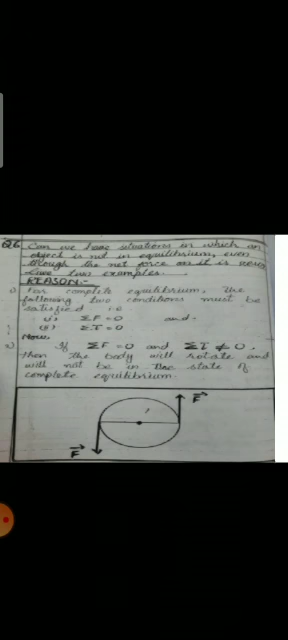 Q6 Can we have situations in which an
object is not in equilibrium, even
though the net force on it is zero.
Give two examples.
REASON:-
1) For complete equilibrium, the
following two conditions must be
satisfied i.e
(i) ΣF = 0 and.
(ii) Στ = 0
Now,
2) If ΣF = 0 and Στ ≠ 0,
then the body will rotate and
will not be in the state of
complete equilibrium.
F
F